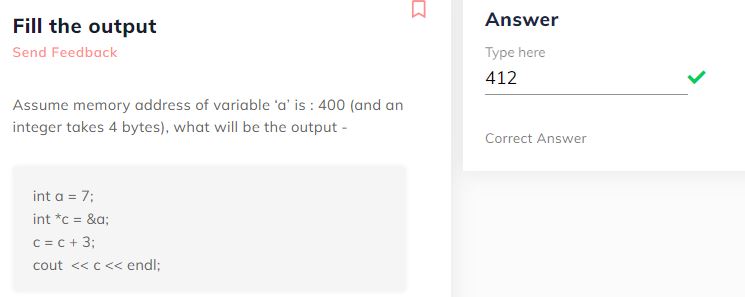 Fill the output
Send Feedback
Assume memory address of variable ‘a’ is : 400 (and an
integer takes 4 bytes), what will be the output -
int a = 7;
int *c = &a;
c = c + 3;
cout  << c << endl;
Answer
Type here
412
Correct Answer